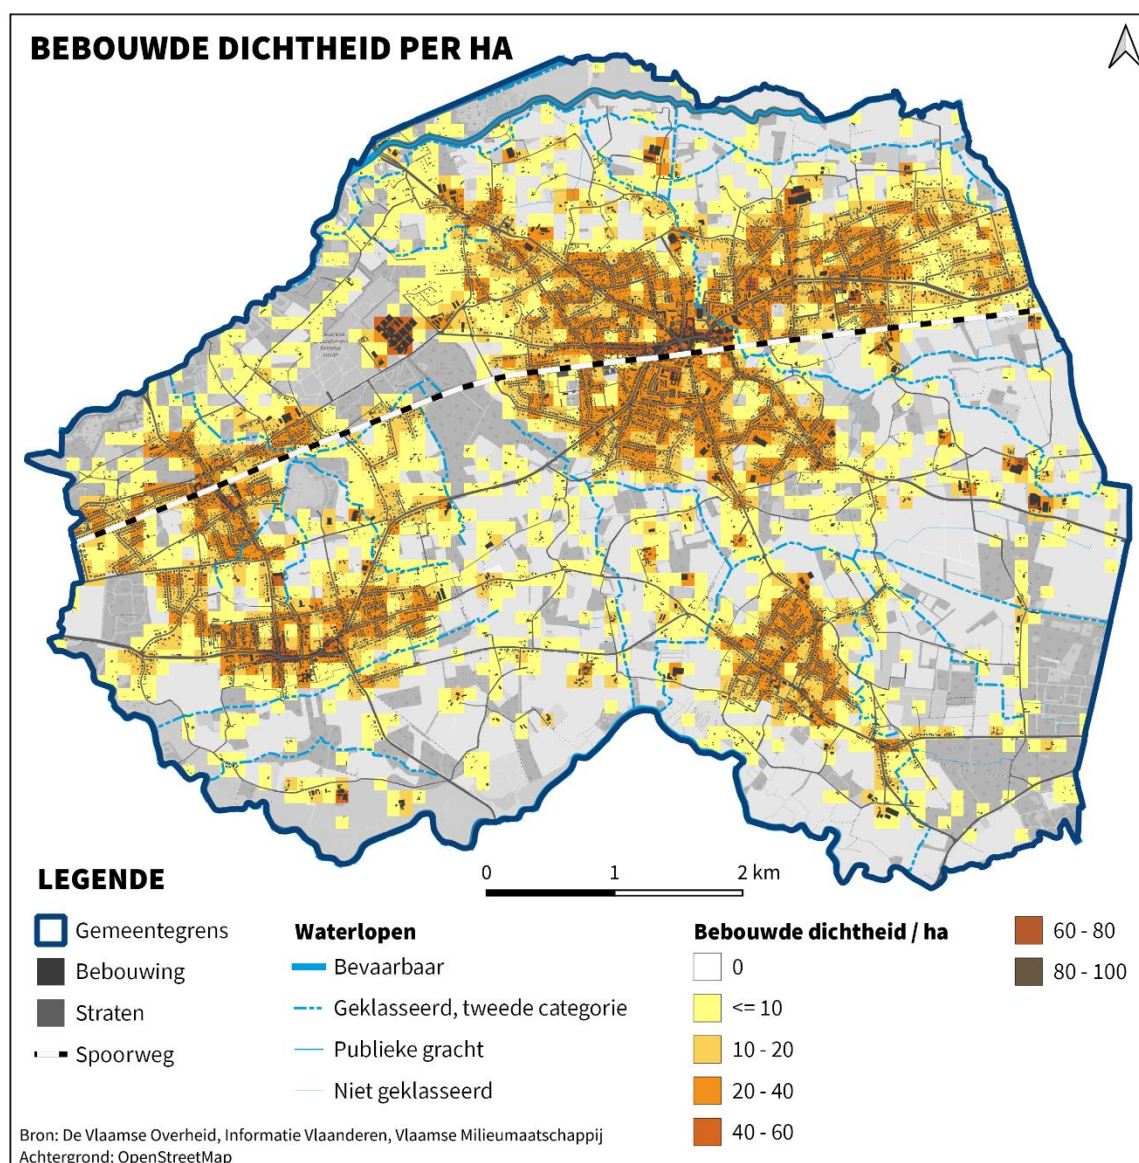 BEBOUWDE DICHTHEID PER HA
LEGENDE
Gemeentegrens
Bebouwing
Straten
Spoorweg
Waterlopen
Bevaarbaar
Geklasseerd, tweede categorie
Publieke gracht
Niet geklasseerd
0 1 2 km
Bebouwde dichtheid / ha
0
<= 10
10 - 20
20 - 40
40 - 60
60 - 80
80 - 100
Bron: De Vlaamse Overheid, Informatie Vlaanderen, Vlaamse Milieumaatschappij
Achtergrond: OpenStreetMap